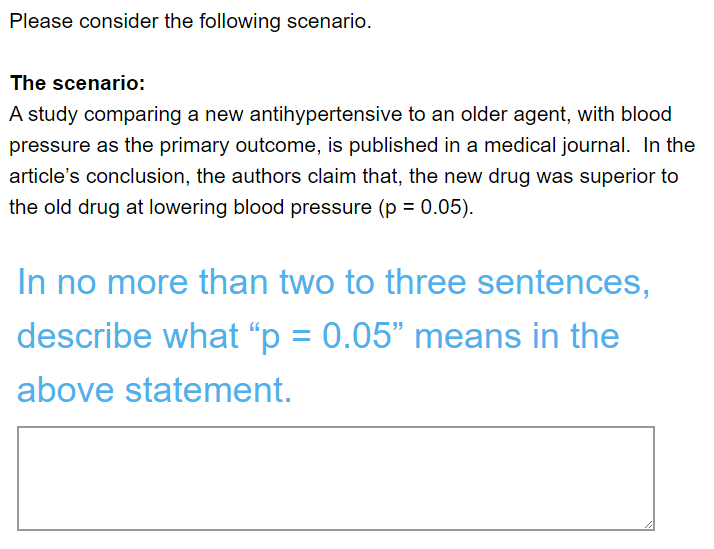 Please consider the following scenario.
The scenario:
A study comparing a new antihypertensive to an older agent, with blood
pressure as the primary outcome, is published in a medical journal.  In the
article’s conclusion, the authors claim that, the new drug was superior to
the old drug at lowering blood pressure (p = 0.05).
In no more than two to three sentences,
describe what “p = 0.05” means in the
above statement.